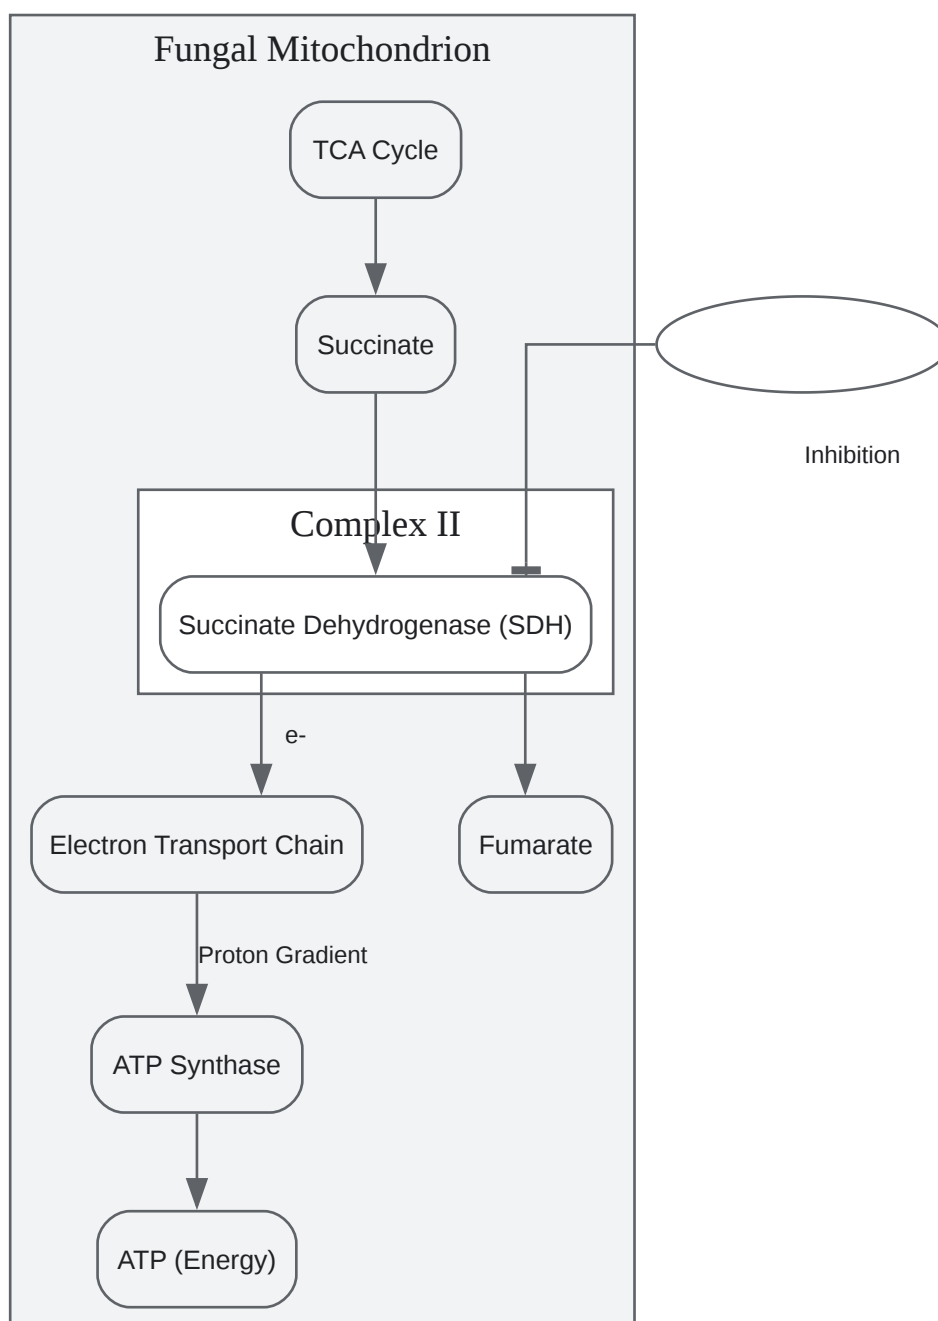 Fungal Mitochondrion
TCA Cycle
Succinate
Inhibition
Complex II
Succinate Dehydrogenase (SDH)
e-
Electron Transport Chain
Fumarate
Proton Gradient
ATP Synthase
ATP (Energy)